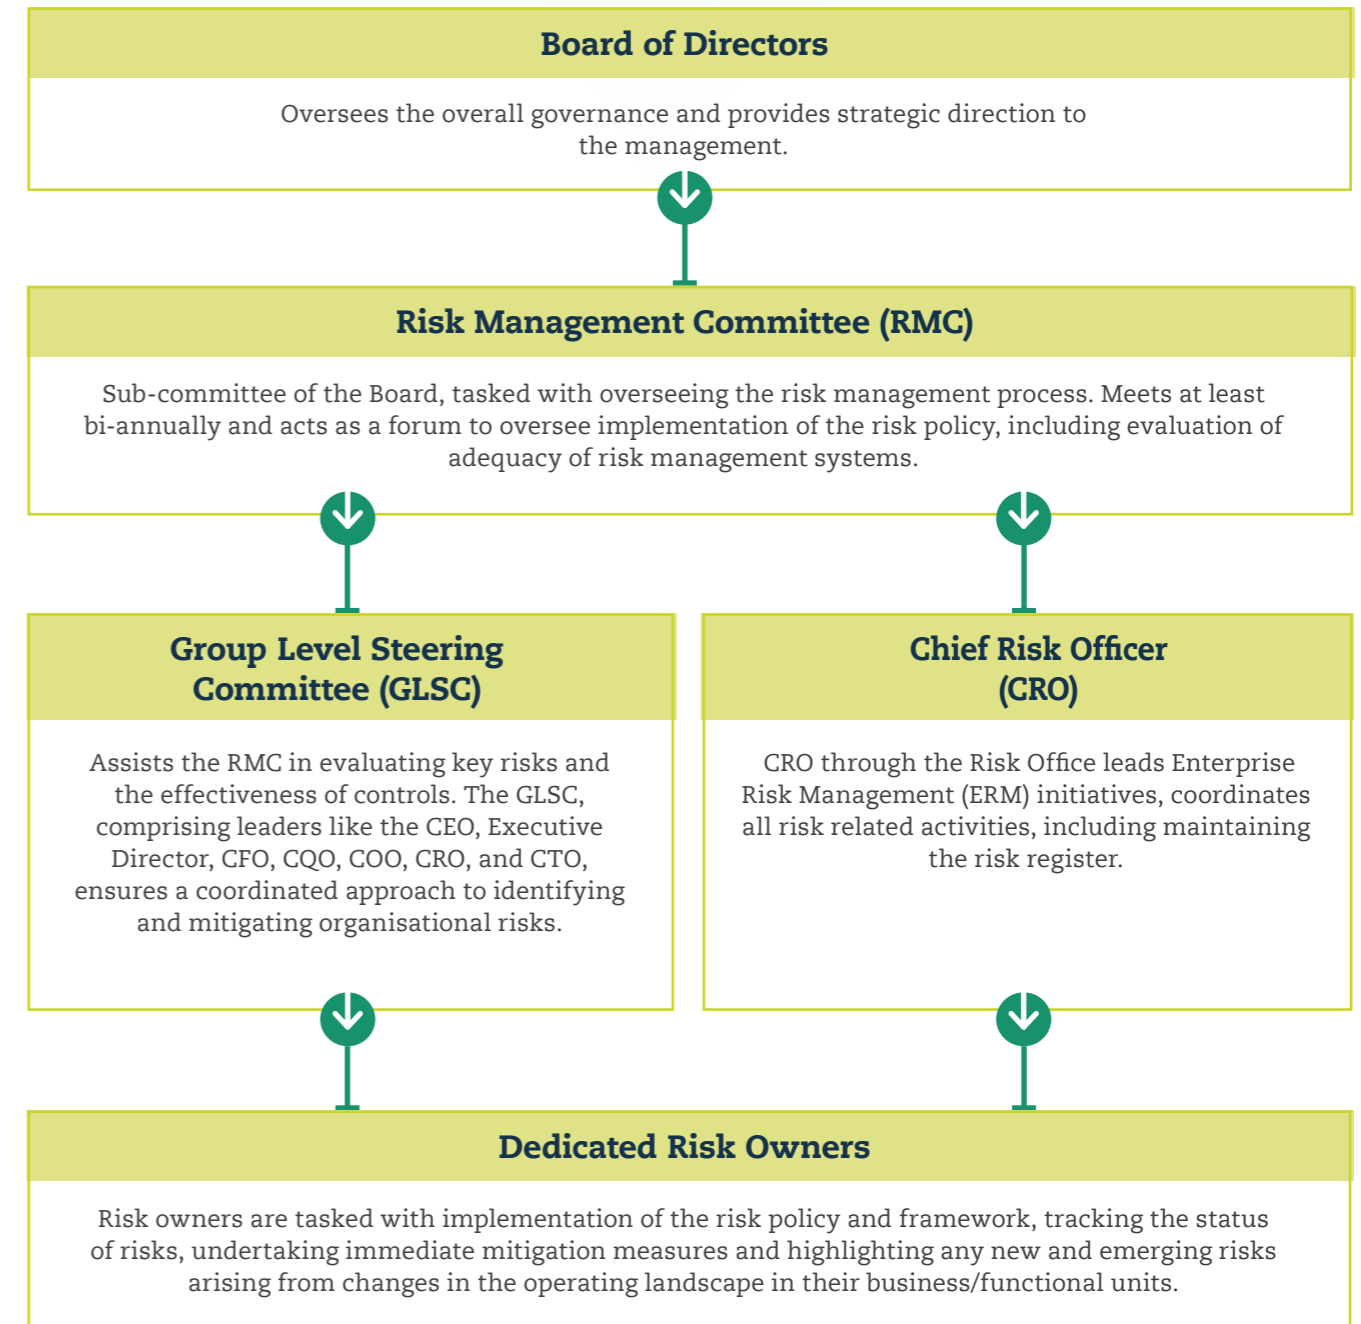 Board of Directors
Oversees the overall governance and provides strategic direction to
the management.
Risk Management Committee (RMC)
Sub-committee of the Board, tasked with overseeing the risk management process. Meets at least
bi-annually and acts as a forum to oversee implementation of the risk policy, including evaluation of
adequacy of risk management systems.
Group Level Steering
Committee (GLSC)
Assists the RMC in evaluating key risks and
the effectiveness of controls. The GLSC,
comprising leaders like the CEO, Executive
Director, CFO, CQO, COO, CRO, and CTO,
ensures a coordinated approach to identifying
and mitigating organisational risks.
Chief Risk Officer
(CRO)
CRO through the Risk Office leads Enterprise
Risk Management (ERM) initiatives, coordinates
all risk related activities, including maintaining
the risk register.
Dedicated Risk Owners
Risk owners are tasked with implementation of the risk policy and framework, tracking the status
of risks, undertaking immediate mitigation measures and highlighting any new and emerging risks
arising from changes in the operating landscape in their business/functional units.